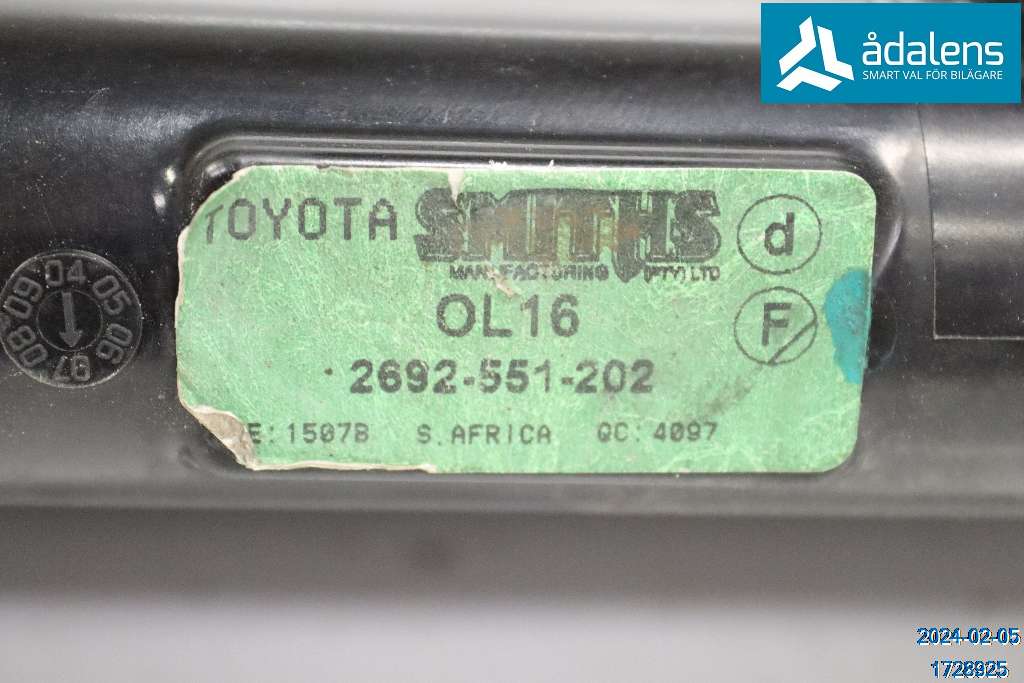 ådalens
SMART VAL FÖR BILÄGARE
TOYOTA SMITHS
MANUFACTURING (PTY) LTD
d
OL16
F
2692-551-202
E:1507B S.AFRICA QC:4097
08 09 04 05 06 07
2024-02-05
1728925